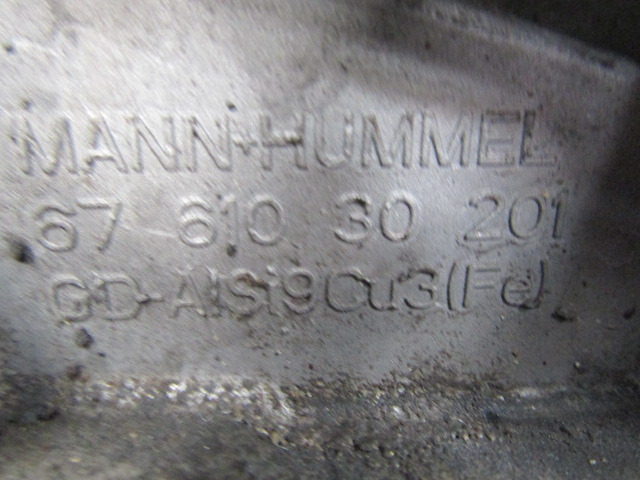 MANN+HUMMEL
67 610 30 201
GD-AlSi9Cu3(Fe)